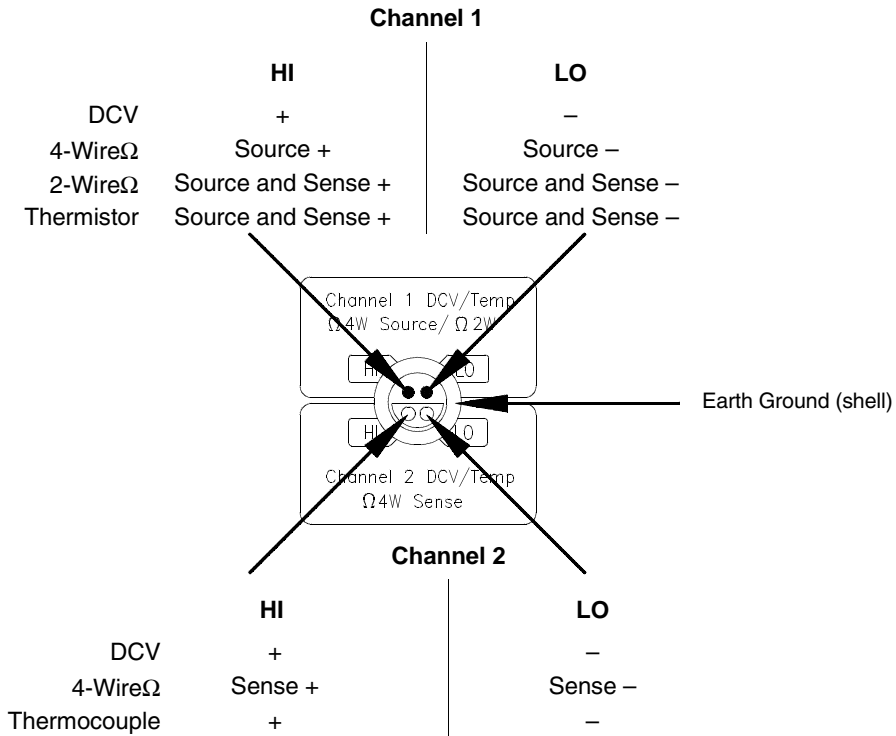 Channel 1
HI LO
DCV + –
4-WireΩ Source + Source –
2-WireΩ Source and Sense + Source and Sense –
Thermistor Source and Sense + Source and Sense –
Channel 1 DCV/Temp
Ω4W Source/Ω2W
HI LO
Earth Ground (shell)
HI LO
Channel 2 DCV/Temp
Ω4W Sense
Channel 2
HI LO
DCV + –
4-WireΩ Sense + Sense –
Thermocouple + –